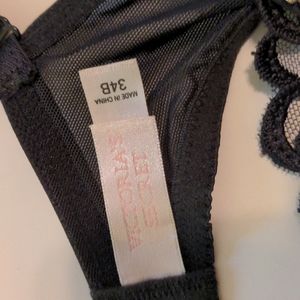 34B
MADE IN CHINA
VICTORIA'S
SECRET